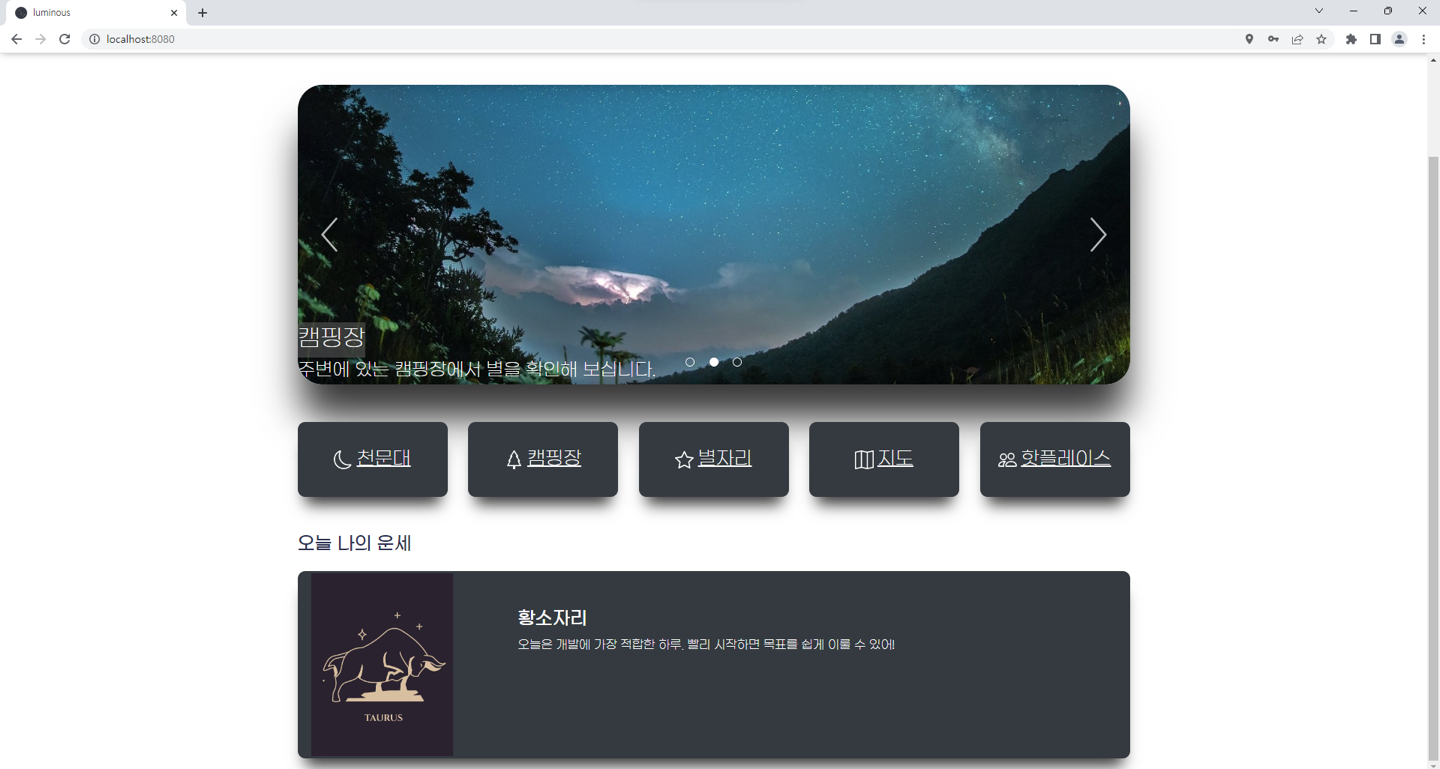 luminous
localhost:8080
캠핑장
주변에 있는 캠핑장에서 별을 확인해 보십니다.
천문대
캠핑장
별자리
지도
핫플레이스
오늘 나의 운세
황소자리
오늘은 개발에 가장 적합한 하루. 빨리 시작하면 목표를 쉽게 이룰 수 있어!
TAURUS